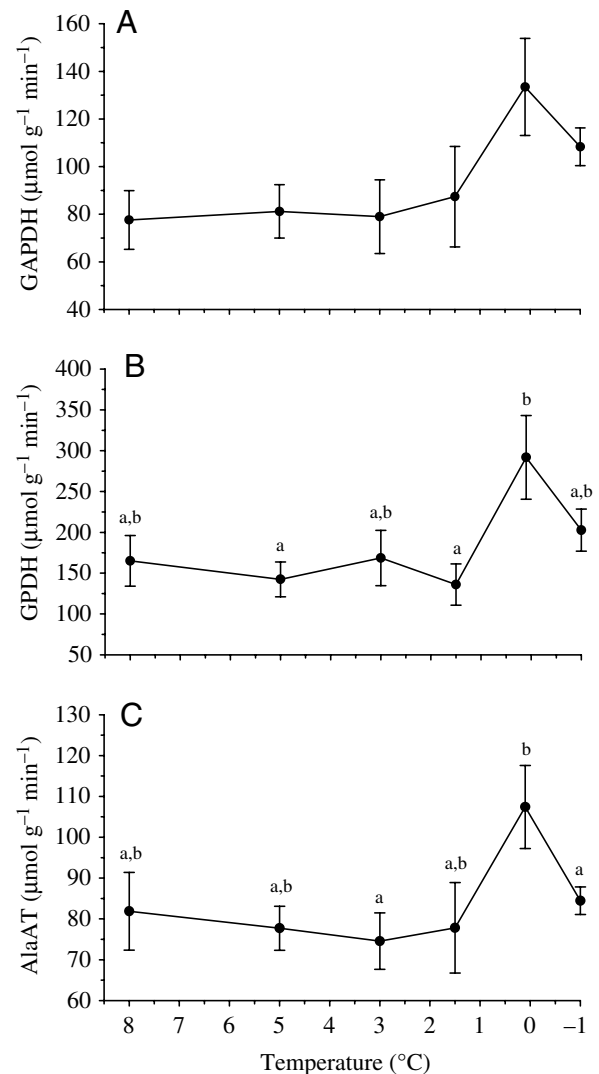 A
160
140
120
100
80
60
40
GAPDH (µmol g⁻¹ min⁻¹)
B
400
350
300
250
200
150
100
50
GPDH (µmol g⁻¹ min⁻¹)
a,b
a
a,b
a
b
a,b
C
130
120
110
100
90
80
70
60
AlaAT (µmol g⁻¹ min⁻¹)
a,b
a,b
a
a,b
b
a
8 7 6 5 4 3 2 1 0 –1
Temperature (°C)